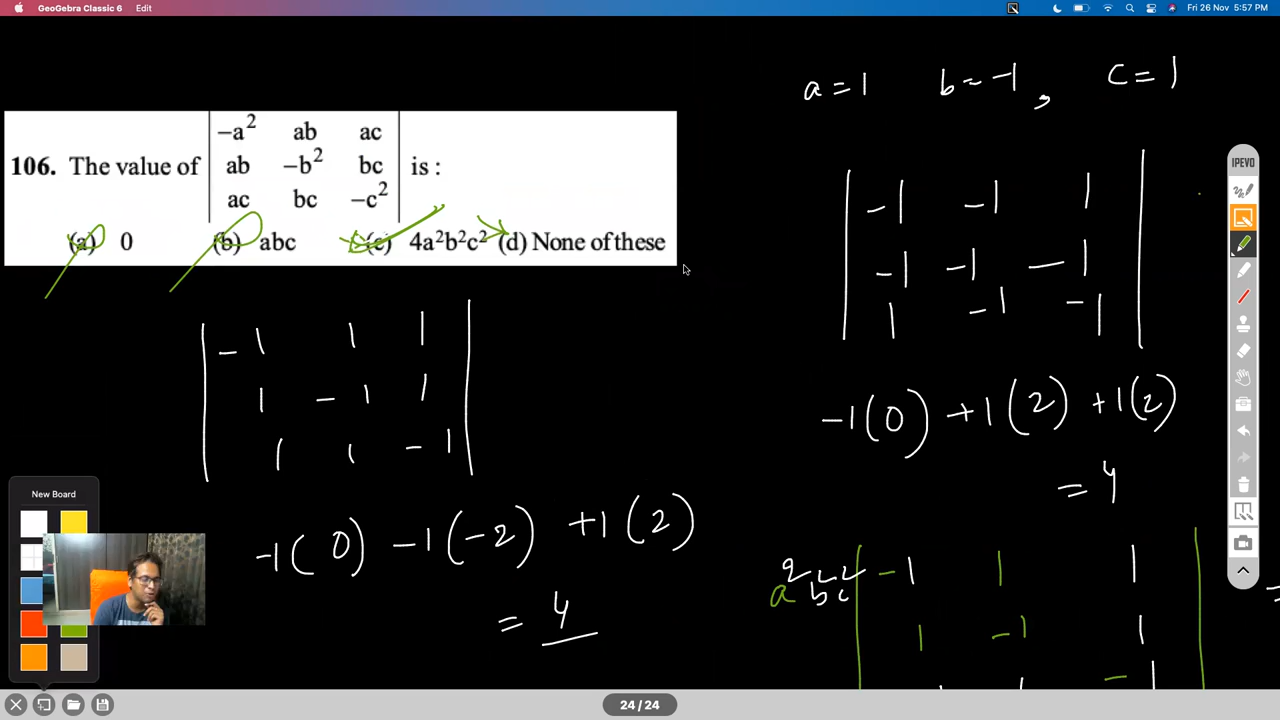 GeoGebra Classic 6 Edit Fri 26 Nov 5:57 PM
a = 1 b = -1, c = 1
106. The value of | -a² ab ac |
| ab -b² bc | is :
| ac bc -c² |
(a) 0 (b) abc (c) 4a²b²c² (d) None of these
| -1 -1 1 |
| -1 -1 -1 |
| 1 -1 -1 |
-1(0) +1(2) +1(2)
= 4
| -1 1 1 |
| 1 -1 1 |
| 1 1 -1 |
-1(0) -1(-2) +1(2)
= 4
a² b² c² | -1 1 1 |
| 1 -1 1 |
IPEVO
New Board
24 / 24